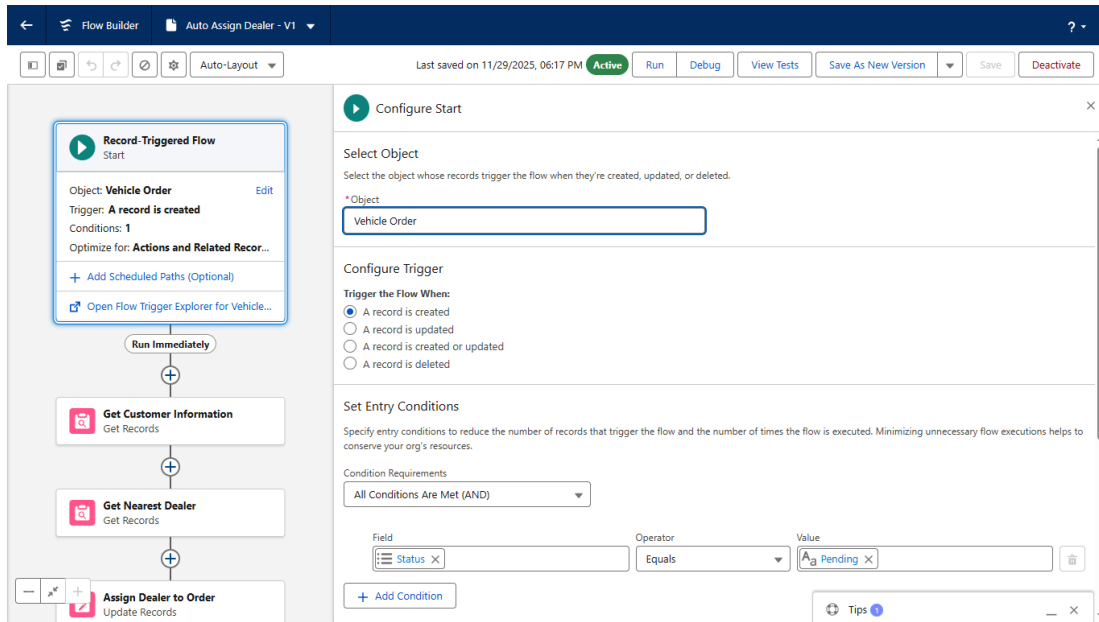 Flow Builder
Auto Assign Dealer - V1
?
Auto-Layout
Last saved on 11/29/2025, 06:17 PM
Active
Run
Debug
View Tests
Save As New Version
Save
Deactivate
Record-Triggered Flow
Start
Object: Vehicle Order
Edit
Trigger: A record is created
Conditions: 1
Optimize for: Actions and Related Recor...
+ Add Scheduled Paths (Optional)
Open Flow Trigger Explorer for Vehicle...
Run Immediately
Get Customer Information
Get Records
Get Nearest Dealer
Get Records
Assign Dealer to Order
Update Records
Configure Start
Select Object
Select the object whose records trigger the flow when they're created, updated, or deleted.
*Object
Vehicle Order
Configure Trigger
Trigger the Flow When:
A record is created
A record is updated
A record is created or updated
A record is deleted
Set Entry Conditions
Specify entry conditions to reduce the number of records that trigger the flow and the number of times the flow is executed. Minimizing unnecessary flow executions helps to
conserve your org's resources.
Condition Requirements
All Conditions Are Met (AND)
Field
Operator
Value
Status
Equals
Aa Pending
+ Add Condition
Tips 1